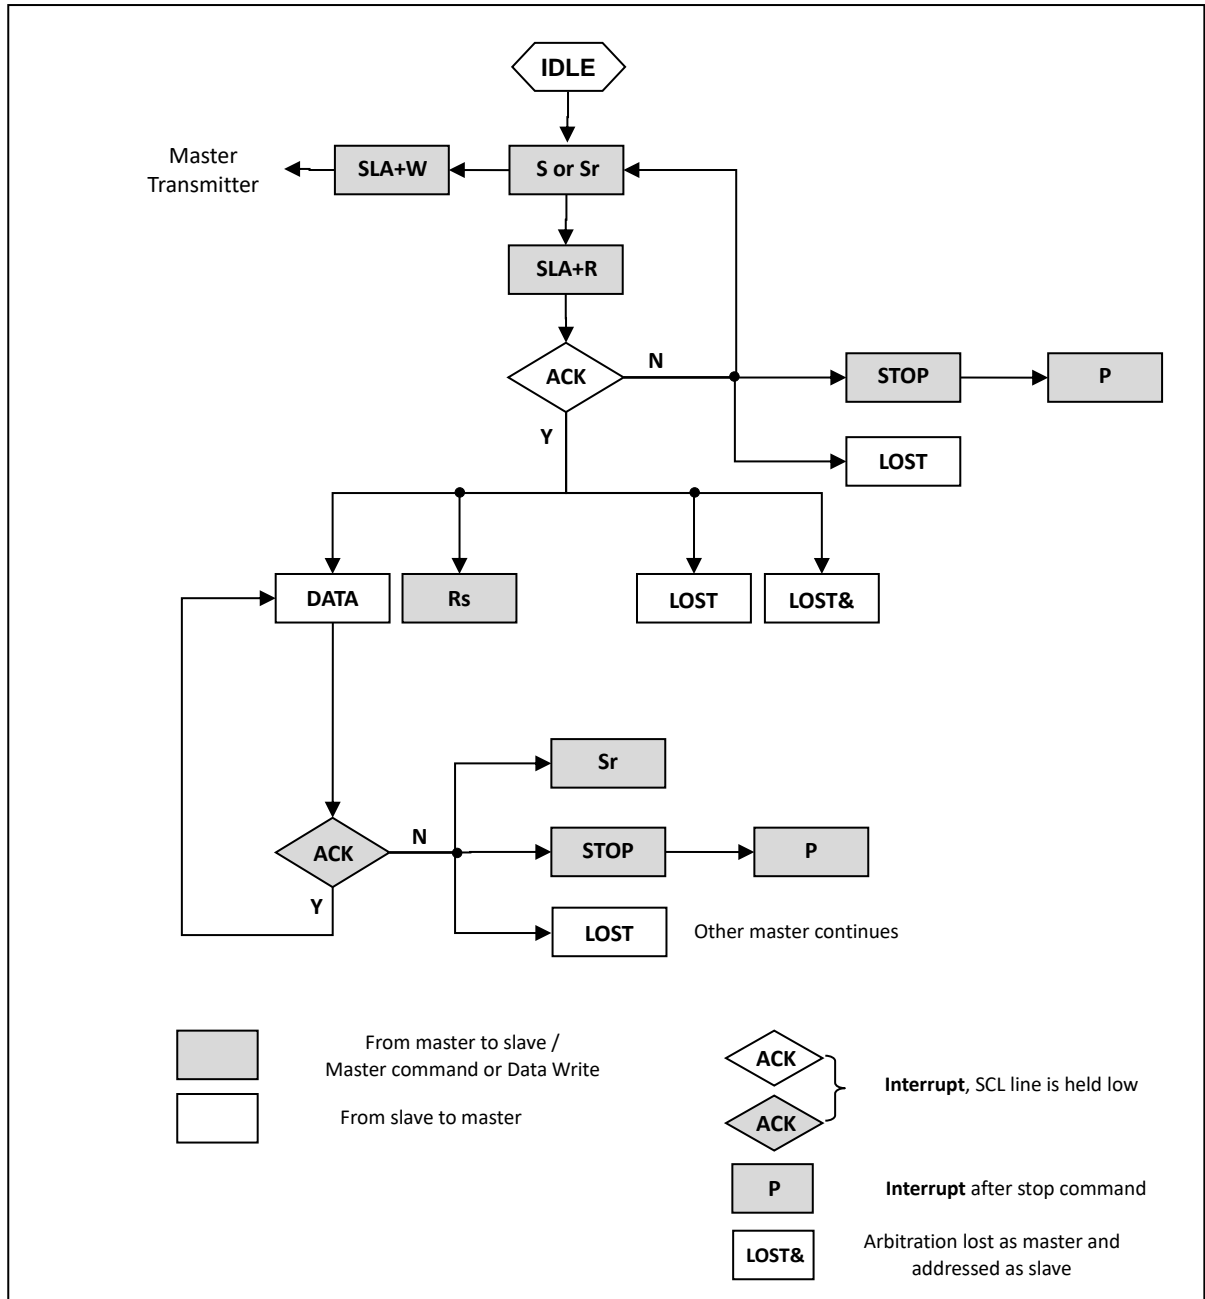 IDLE
Master
Transmitter
SLA+W
S or Sr
SLA+R
ACK
N
STOP
P
Y
LOST
DATA
Rs
LOST
LOST&
Sr
ACK
N
STOP
P
Y
LOST
Other master continues
From master to slave /
Master command or Data Write
From slave to master
ACK
ACK
Interrupt, SCL line is held low
P
Interrupt after stop command
LOST&
Arbitration lost as master and
addressed as slave